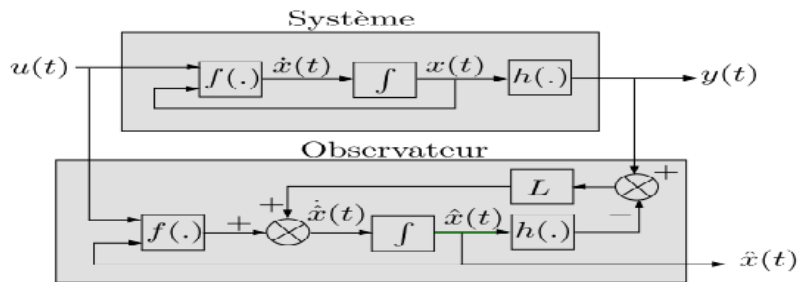 Système
u(t) f(.) ẋ(t) ∫ x(t) h(.) y(t)
Observateur
L +
+ −
f(.) + x̂̇(t) ∫ x̂(t) h(.)
x̂(t)